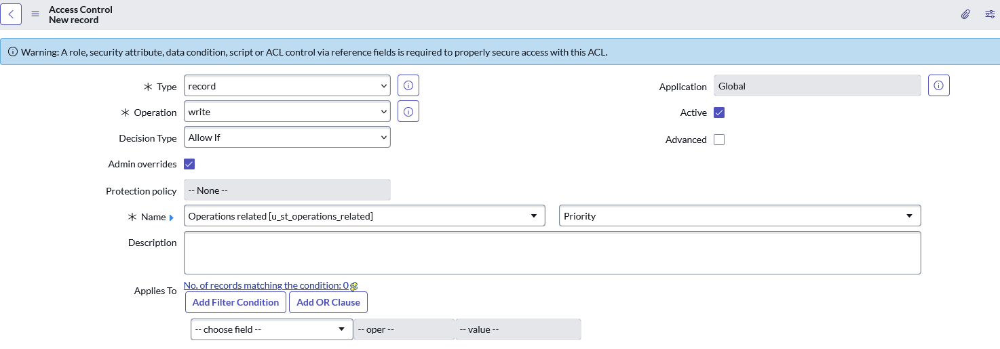 Access Control
New record
Warning: A role, security attribute, data condition, script or ACL control via reference fields is required to properly secure access with this ACL.
Type record
Application Global
Operation write
Active
Decision Type Allow If
Advanced
Admin overrides
Protection policy -- None --
Name Operations related [u_st_operations_related] Priority
Description
Applies To No. of records matching the condition: 0
Add Filter Condition Add OR Clause
-- choose field -- -- oper -- -- value --